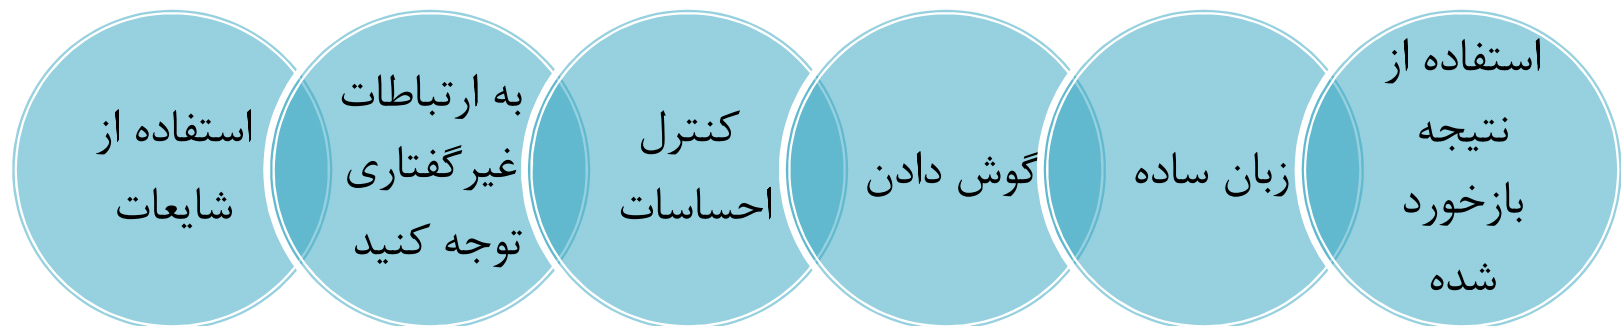 استفاده از
نتیجه
بازخورد
شده
زبان ساده
گوش دادن
کنترل
احساسات
به ارتباطات
غیرگفتاری
توجه کنید
استفاده از
شایعات